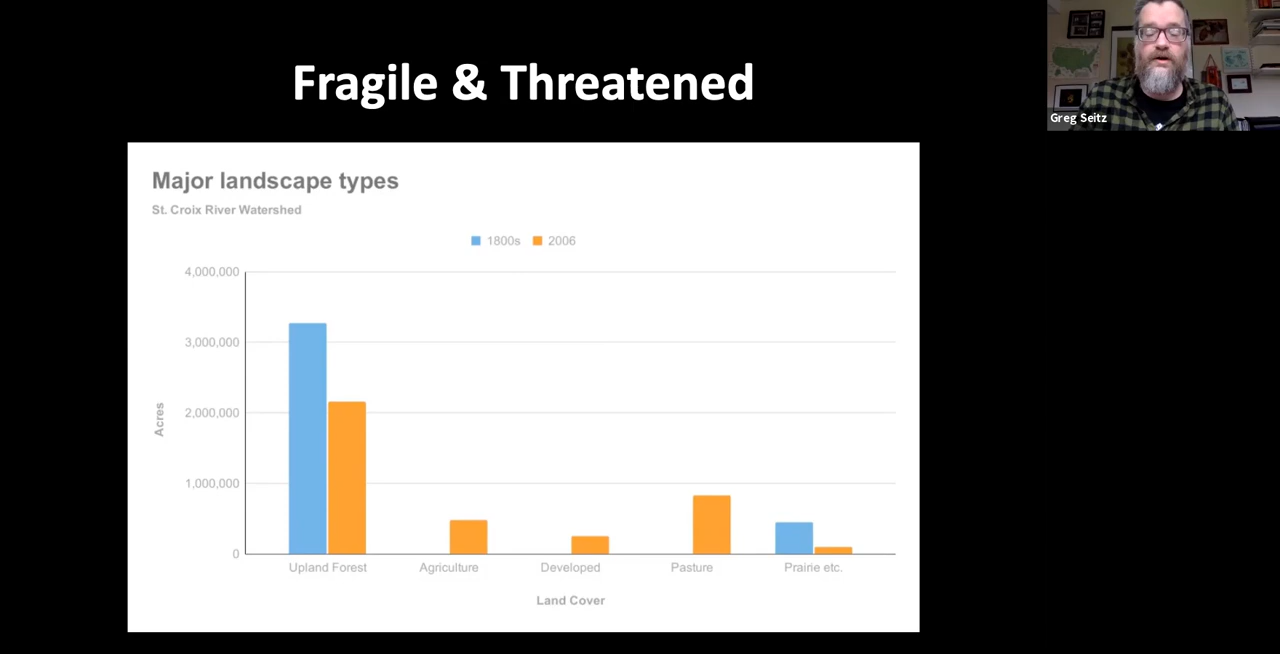 Fragile & Threatened
Greg Seitz
Major landscape types
St. Croix River Watershed
1800s 2006
4,000,000
3,000,000
2,000,000
1,000,000
0
Acres
Upland Forest Agriculture Developed Pasture Prairie etc.
Land Cover